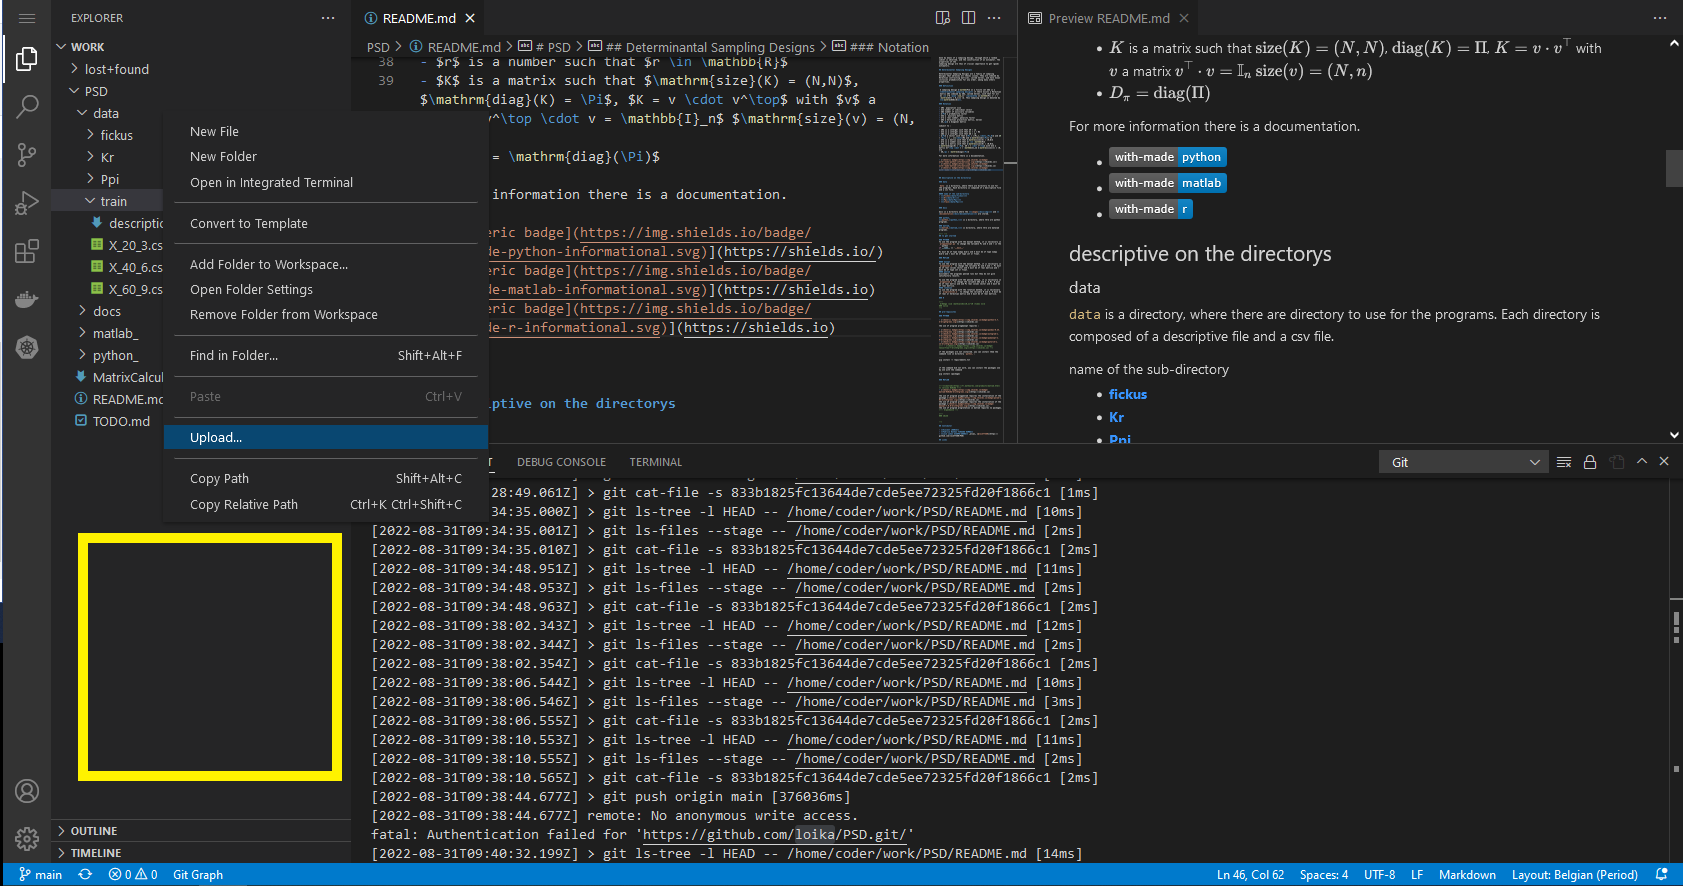 EXPLORER
WORK
lost+found
PSD
data
fickus
Kr
Ppi
train
descriptio
X_20_3.cs
X_40_6.cs
X_60_9.cs
docs
matlab_
python_
MatrixCalcul
README.md
TODO.md
OUTLINE
TIMELINE
New File
New Folder
Open in Integrated Terminal
Convert to Template
Add Folder to Workspace...
Open Folder Settings
Remove Folder from Workspace
Find in Folder... Shift+Alt+F
Paste Ctrl+V
Upload...
Copy Path Shift+Alt+C
Copy Relative Path Ctrl+K Ctrl+Shift+C
README.md
PSD > README.md > # PSD > ## Determinantal Sampling Designs > ### Notation
38 - $r$ is a number such that $r \in \mathbb{R}$
39 - $K$ is a matrix such that $\mathrm{size}(K) = (N,N)$,
$\mathrm{diag}(K) = \Pi$, $K = v \cdot v^\top$ with $v$ a
v^\top \cdot v = \mathbb{I}_n$ $\mathrm{size}(v) = (N,
= \mathrm{diag}(\Pi)$
information there is a documentation.
eric badge](https://img.shields.io/badge/
de-python-informational.svg)](https://shields.io/)
eric badge](https://img.shields.io/badge/
de-matlab-informational.svg)](https://shields.io)
eric badge](https://img.shields.io/badge/
de-r-informational.svg)](https://shields.io)
ptive on the directorys
Preview README.md
K is a matrix such that size(K) = (N, N), diag(K) = Π, K = v · v⊤ with
v a matrix v⊤ · v = 𝕀n size(v) = (N, n)
Dπ = diag(Π)
For more information there is a documentation.
with-made python
with-made matlab
with-made r
descriptive on the directorys
data
data is a directory, where there are directory to use for the programs. Each directory is
composed of a descriptive file and a csv file.
name of the sub-directory
fickus
Kr
Ppi
T DEBUG CONSOLE TERMINAL
Git
28:49.061Z] > git cat-file -s 833b1825fc13644de7cde5ee72325fd20f1866c1 [1ms]
34:35.000Z] > git ls-tree -l HEAD -- /home/coder/work/PSD/README.md [10ms]
[2022-08-31T09:34:35.001Z] > git ls-files --stage -- /home/coder/work/PSD/README.md [2ms]
[2022-08-31T09:34:35.010Z] > git cat-file -s 833b1825fc13644de7cde5ee72325fd20f1866c1 [2ms]
[2022-08-31T09:34:48.951Z] > git ls-tree -l HEAD -- /home/coder/work/PSD/README.md [11ms]
[2022-08-31T09:34:48.953Z] > git ls-files --stage -- /home/coder/work/PSD/README.md [2ms]
[2022-08-31T09:34:48.963Z] > git cat-file -s 833b1825fc13644de7cde5ee72325fd20f1866c1 [2ms]
[2022-08-31T09:38:02.343Z] > git ls-tree -l HEAD -- /home/coder/work/PSD/README.md [12ms]
[2022-08-31T09:38:02.344Z] > git ls-files --stage -- /home/coder/work/PSD/README.md [2ms]
[2022-08-31T09:38:02.354Z] > git cat-file -s 833b1825fc13644de7cde5ee72325fd20f1866c1 [2ms]
[2022-08-31T09:38:06.544Z] > git ls-tree -l HEAD -- /home/coder/work/PSD/README.md [10ms]
[2022-08-31T09:38:06.546Z] > git ls-files --stage -- /home/coder/work/PSD/README.md [3ms]
[2022-08-31T09:38:06.555Z] > git cat-file -s 833b1825fc13644de7cde5ee72325fd20f1866c1 [2ms]
[2022-08-31T09:38:10.553Z] > git ls-tree -l HEAD -- /home/coder/work/PSD/README.md [11ms]
[2022-08-31T09:38:10.555Z] > git ls-files --stage -- /home/coder/work/PSD/README.md [2ms]
[2022-08-31T09:38:10.565Z] > git cat-file -s 833b1825fc13644de7cde5ee72325fd20f1866c1 [2ms]
[2022-08-31T09:38:44.677Z] > git push origin main [376036ms]
[2022-08-31T09:38:44.677Z] remote: No anonymous write access.
fatal: Authentication failed for 'https://github.com/loika/PSD.git/'
[2022-08-31T09:40:32.199Z] > git ls-tree -l HEAD -- /home/coder/work/PSD/README.md [14ms]
main 0 0 Git Graph
Ln 46, Col 62 Spaces: 4 UTF-8 LF Markdown Layout: Belgian (Period)